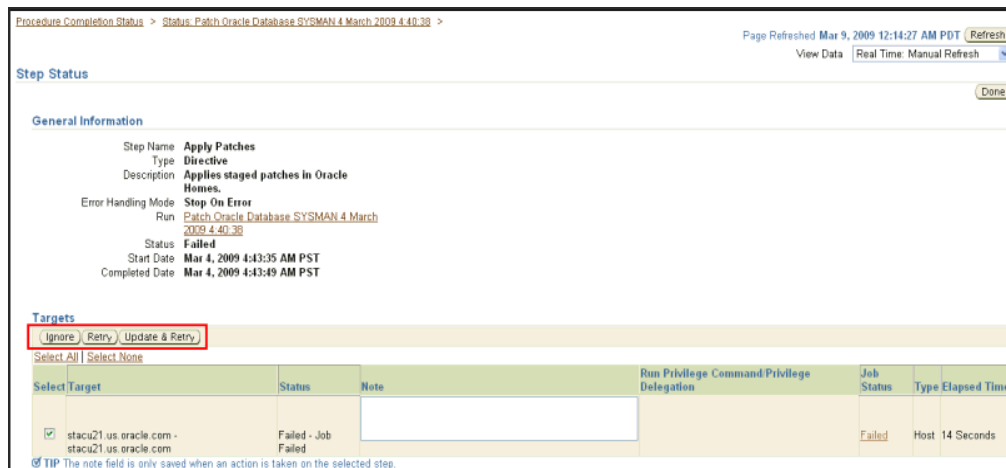 Procedure Completion Status > Status: Patch Oracle Database SYSMAN 4 March 2009 4:40:38 >
Page Refreshed Mar 9, 2009 12:14:27 AM PDT Refresh
View Data Real Time: Manual Refresh
Step Status
Done
General Information
Step Name Apply Patches
Type Directive
Description Applies staged patches in Oracle
Homes.
Error Handling Mode Stop On Error
Run Patch Oracle Database SYSMAN 4 March
2009 4:40:38
Status Failed
Start Date Mar 4, 2009 4:43:35 AM PST
Completed Date Mar 4, 2009 4:43:49 AM PST
Targets
Ignore Retry Update & Retry
Select All | Select None
Select Target Status Note Run Privilege Command/Privilege Delegation Job Status Type Elapsed Time
stacu21.us.oracle.com - stacu21.us.oracle.com Failed - Job Failed Failed Host 14 Seconds
TIP The note field is only saved when an action is taken on the selected step.